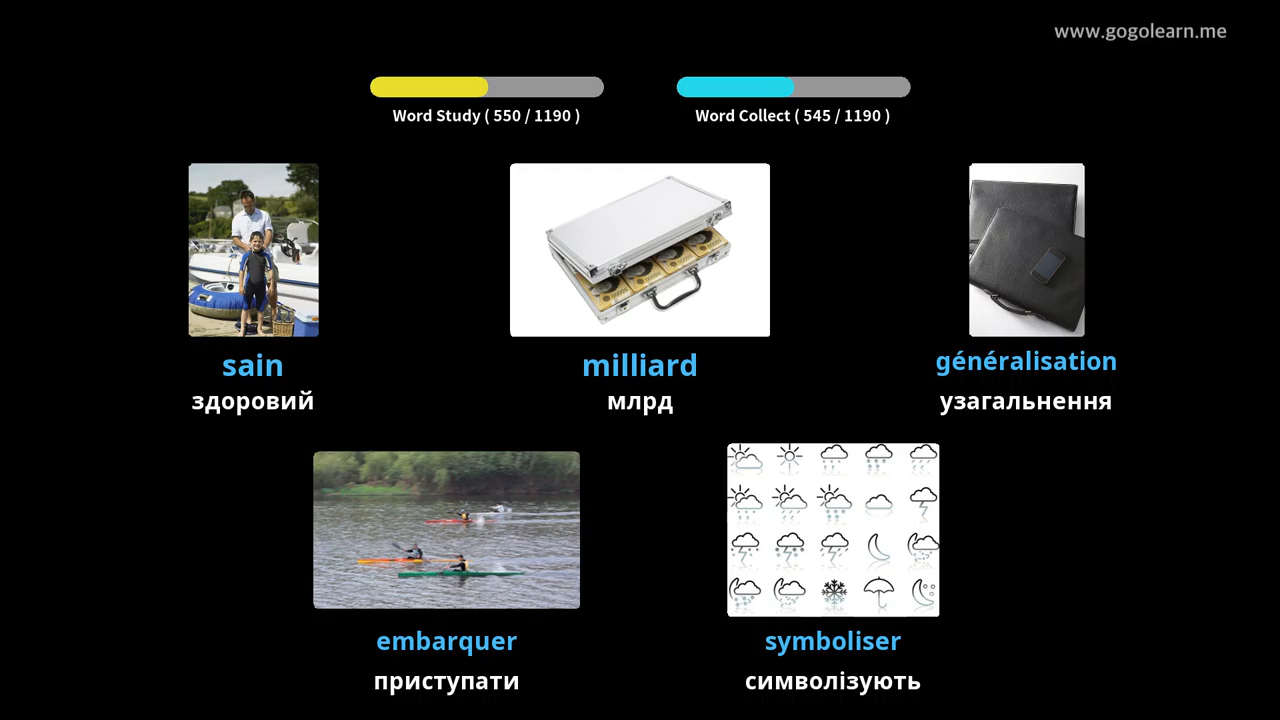 www.gogolearn.me
Word Study ( 550 / 1190 )
Word Collect ( 545 / 1190 )
sain
здоровий
milliard
млрд
généralisation
узагальнення
embarquer
приступати
symboliser
символізують